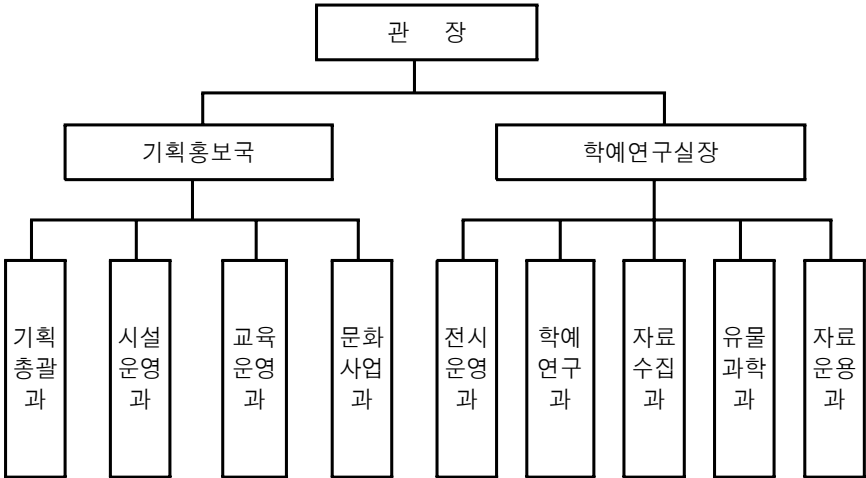 관 장
기획홍보국
학예연구실장
기획
총괄
과
시설
운영
과
교육
운영
과
문화
사업
과
전시
운영
과
학예
연구
과
자료
수집
과
유물
과학
과
자료
운용
과